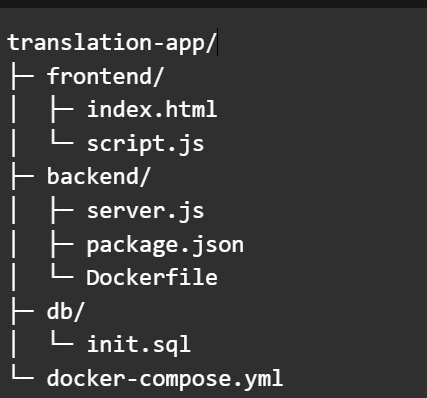 translation-app/
├─ frontend/
│  ├─ index.html
│  └─ script.js
├─ backend/
│  ├─ server.js
│  ├─ package.json
│  └─ Dockerfile
├─ db/
│  └─ init.sql
└─ docker-compose.yml